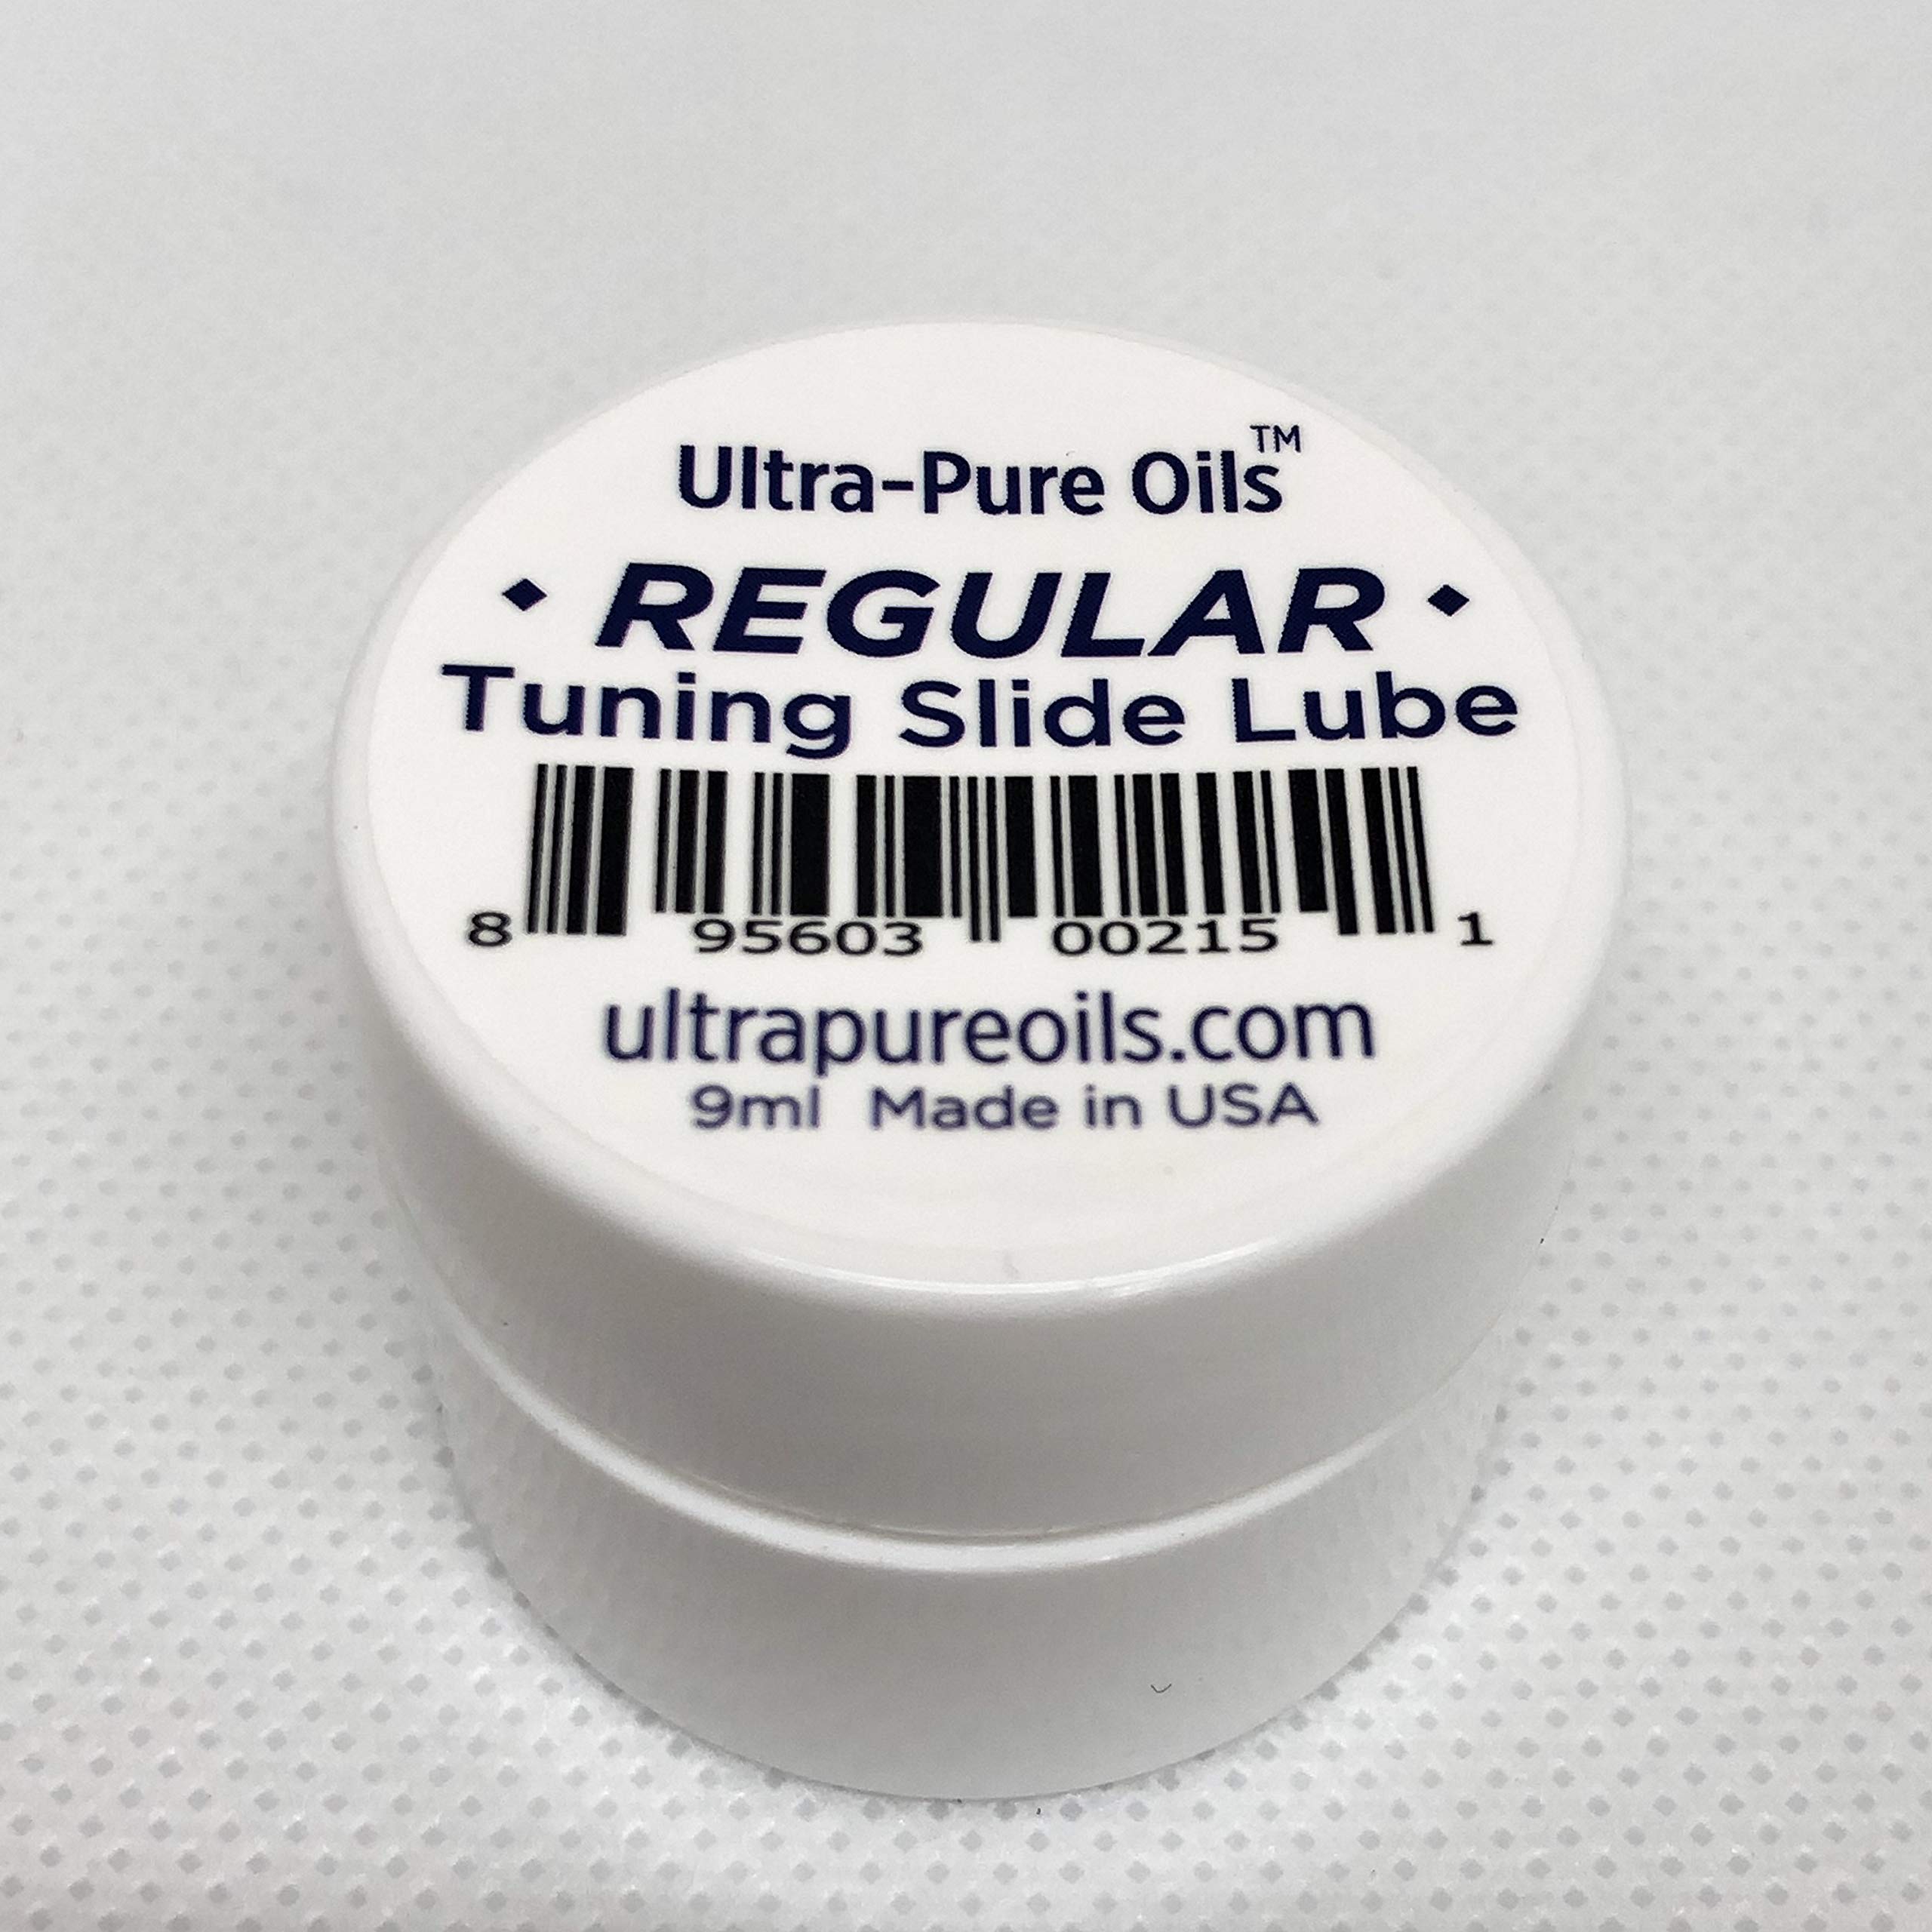 Ultra-Pure Oils™
◆ REGULAR ◆
Tuning Slide Lube
8 95603 00215 1
ultrapureoils.com
9ml Made in USA